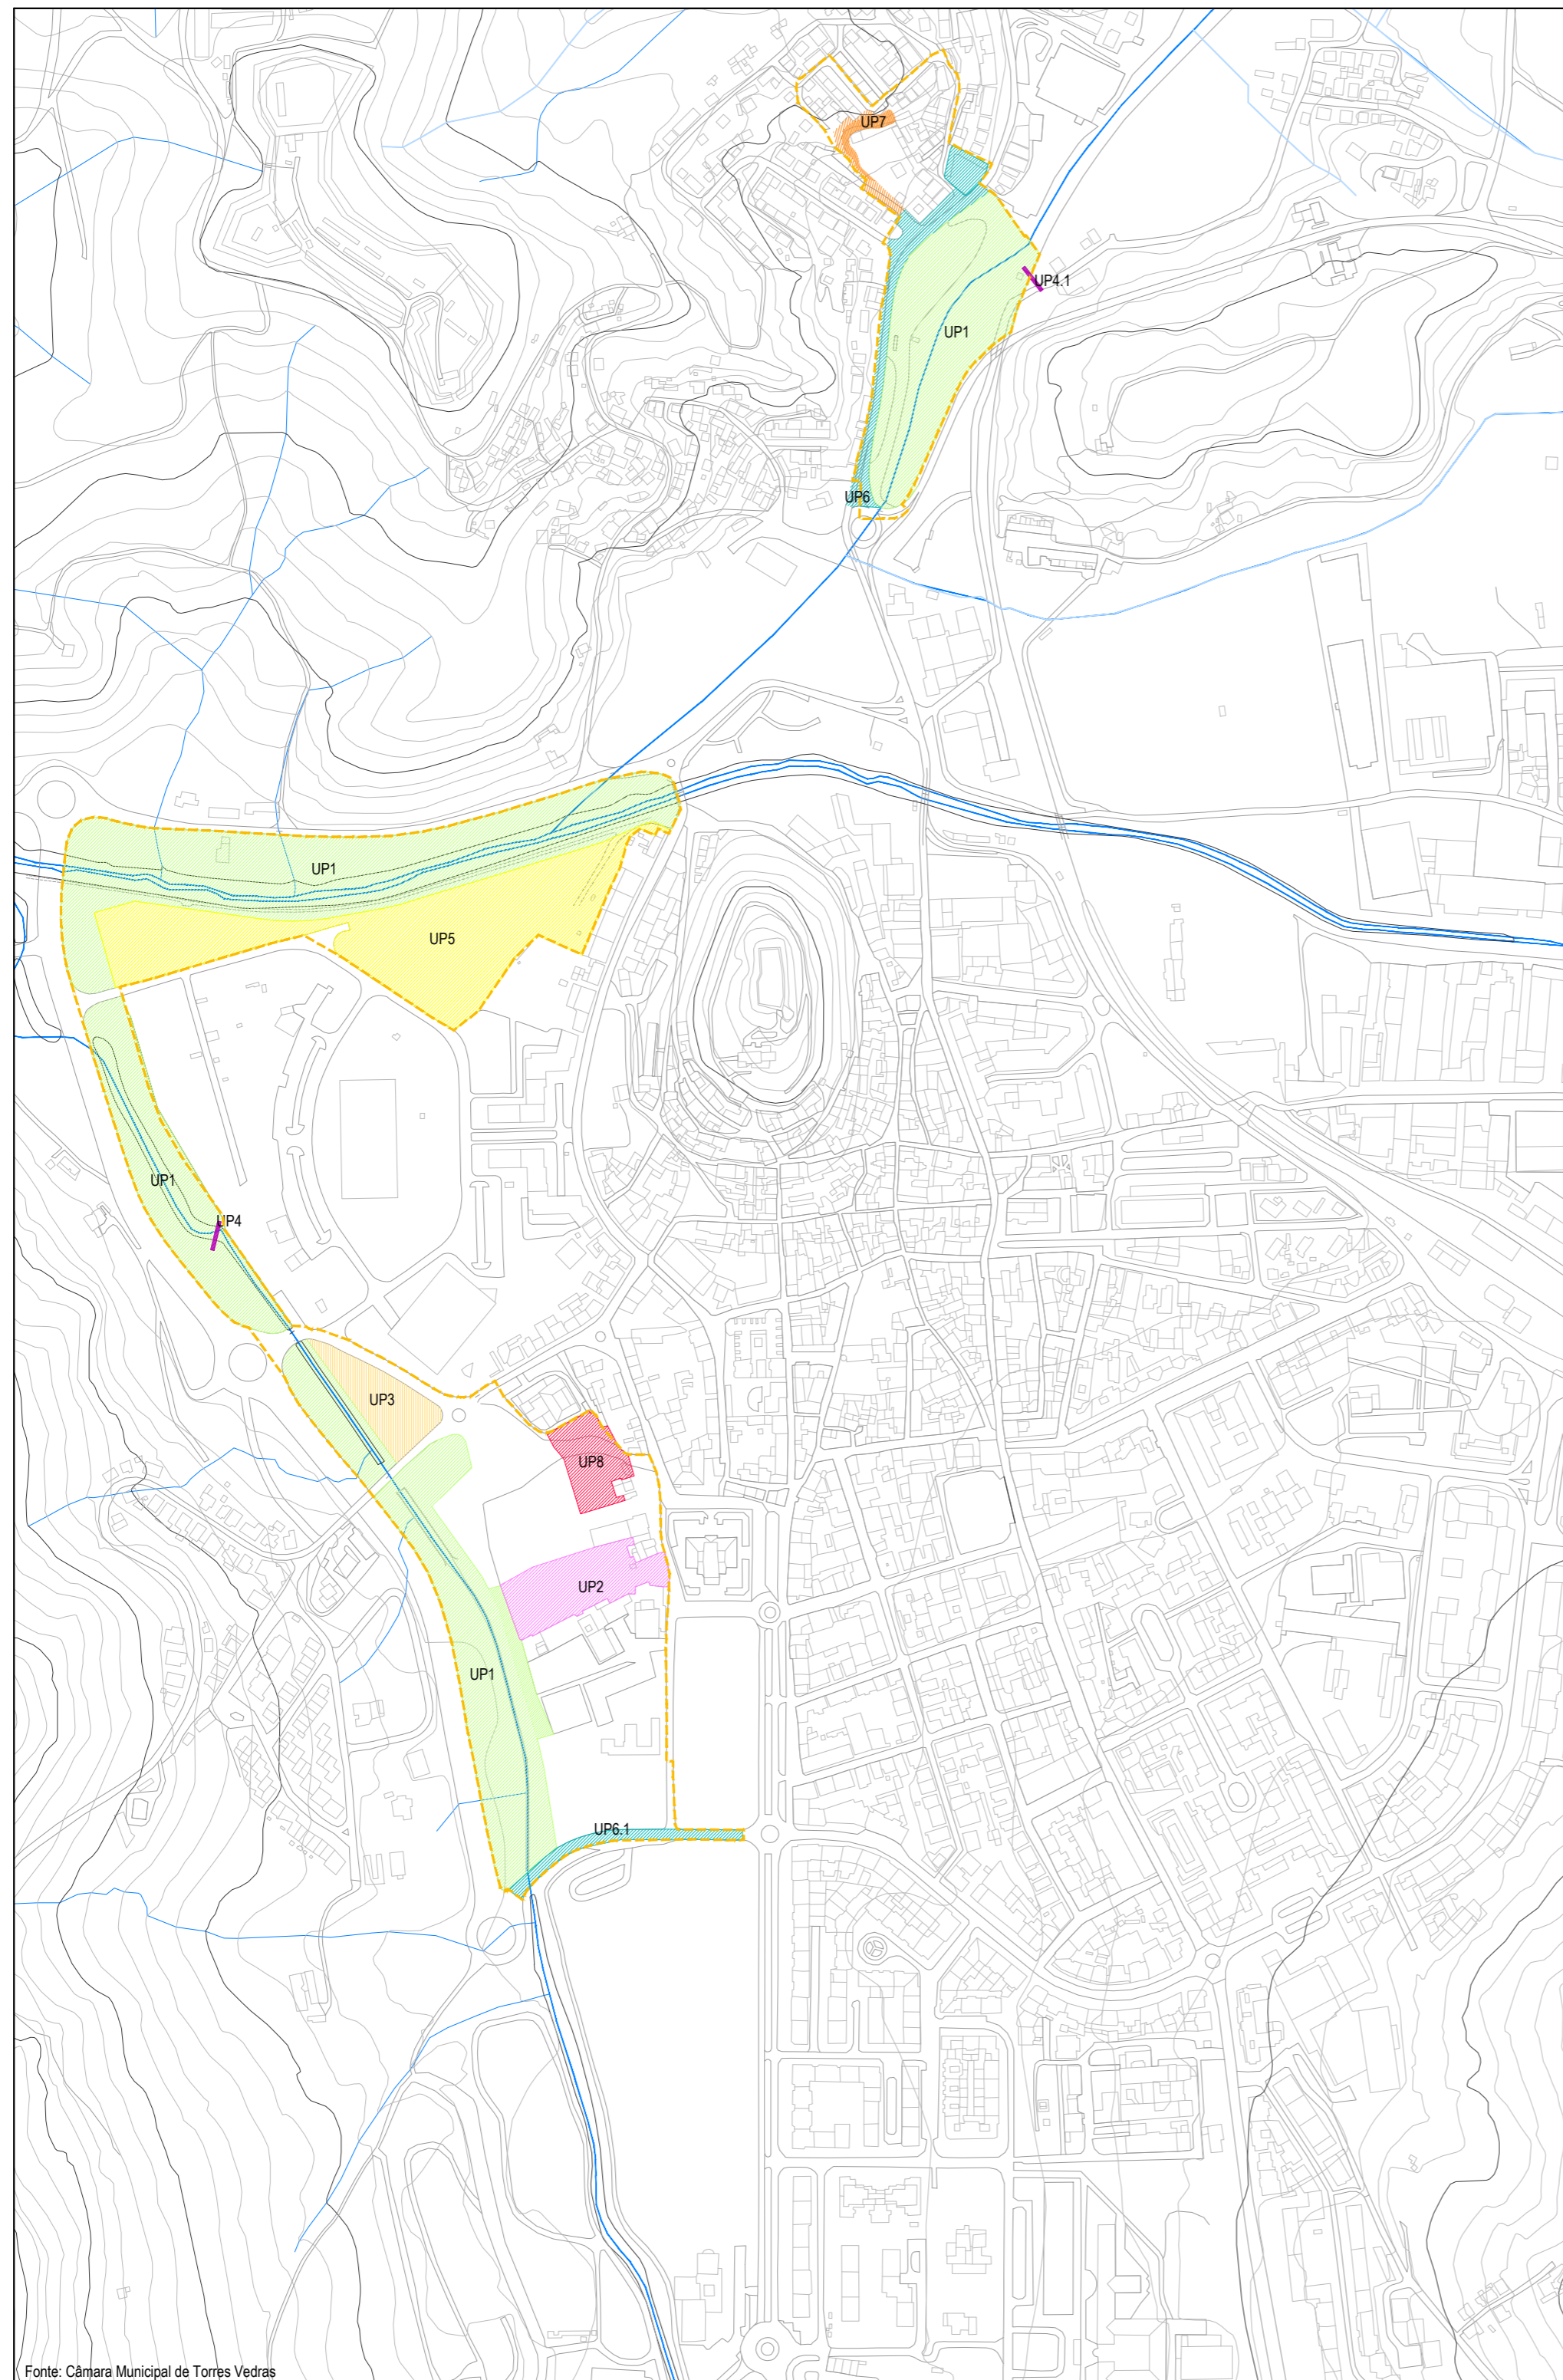 UP7
UP4.1
UP1
UP6
UP1
UP5
UP1
UP4
UP3
UP8
UP2
UP1
UP6.1
Fonte: Câmara Municipal de Torres Vedras